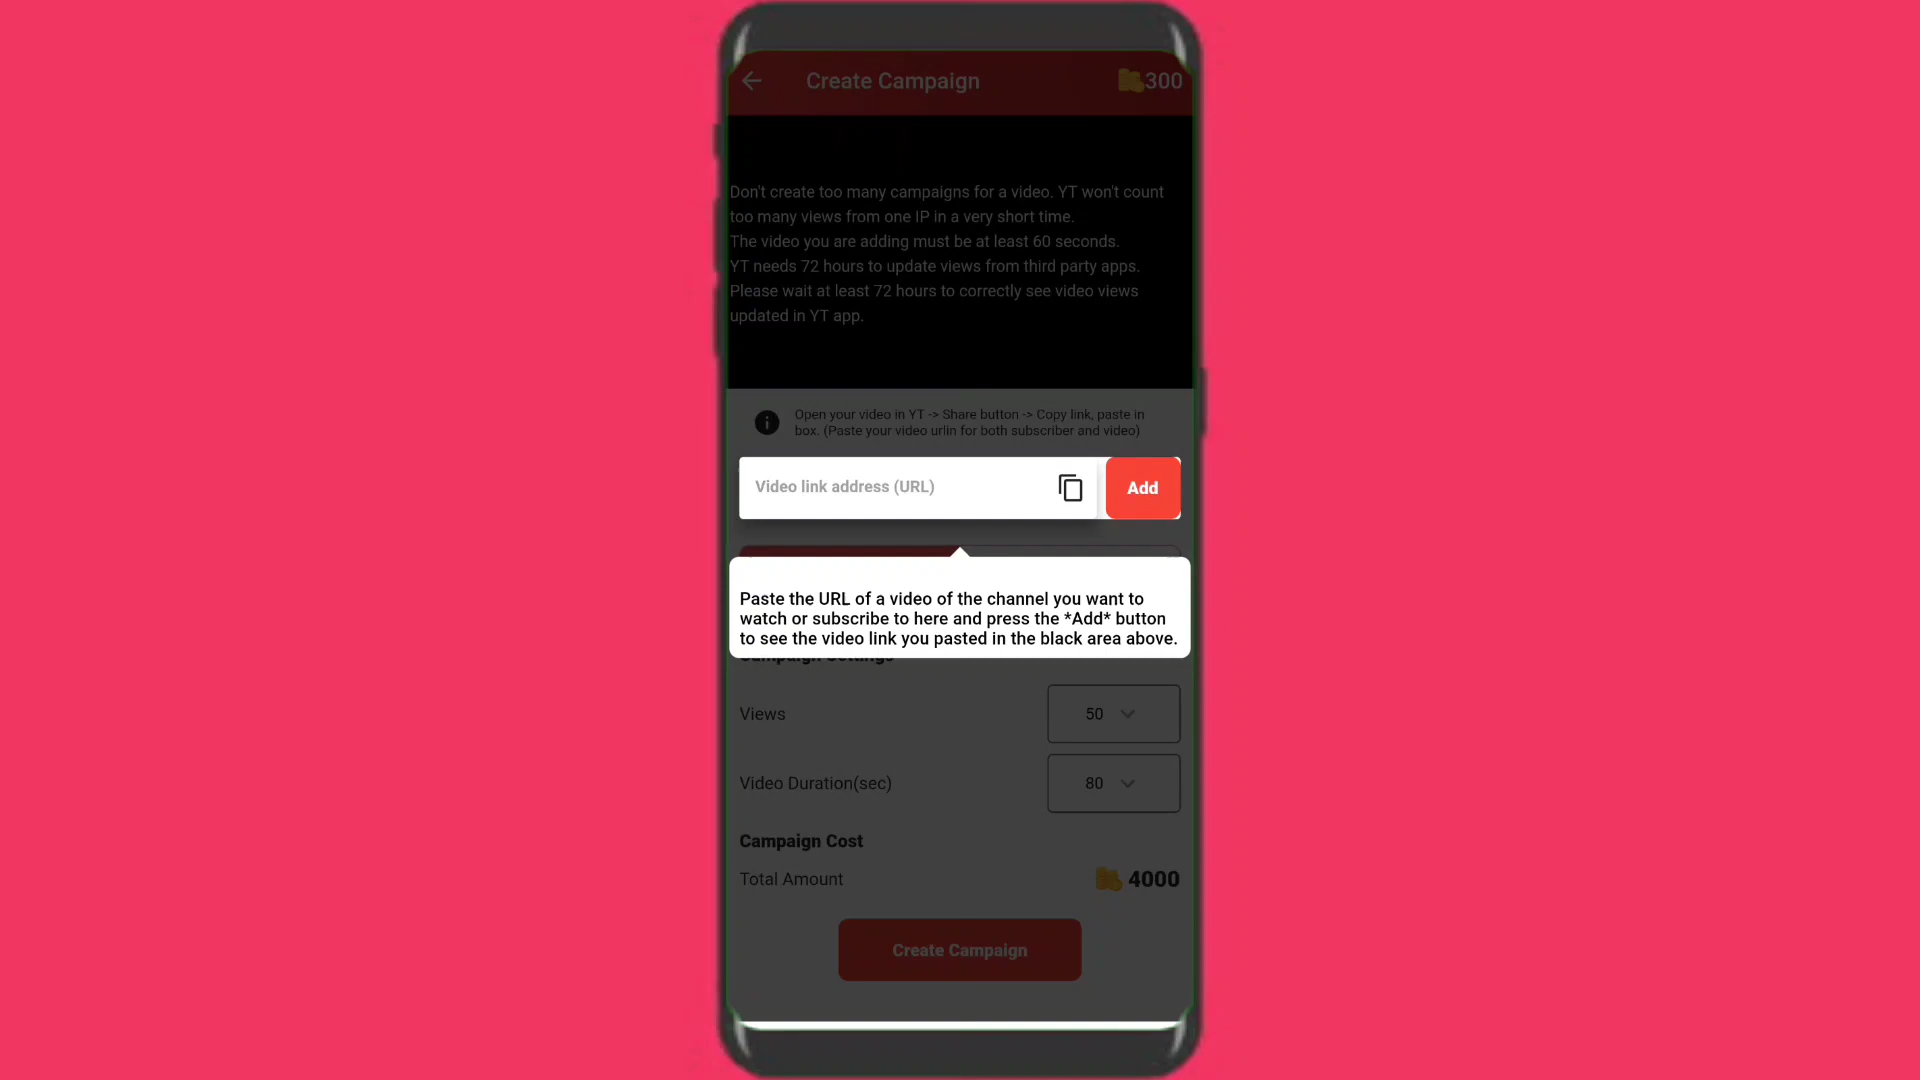 Create Campaign
300
Don't create too many campaigns for a video. YT won't count
too many views from one IP in a very short time.
The video you are adding must be at least 60 seconds.
YT needs 72 hours to update views from third party apps.
Please wait at least 72 hours to correctly see video views
updated in YT app.
Open your video in YT -> Share button -> Copy link, paste in
box. (Paste your video urlin for both subscriber and video)
Video link address (URL)
Add
Paste the URL of a video of the channel you want to
watch or subscribe to here and press the *Add* button
to see the video link you pasted in the black area above.
Campaign Settings
Views
50
Video Duration(sec)
80
Campaign Cost
Total Amount
4000
Create Campaign